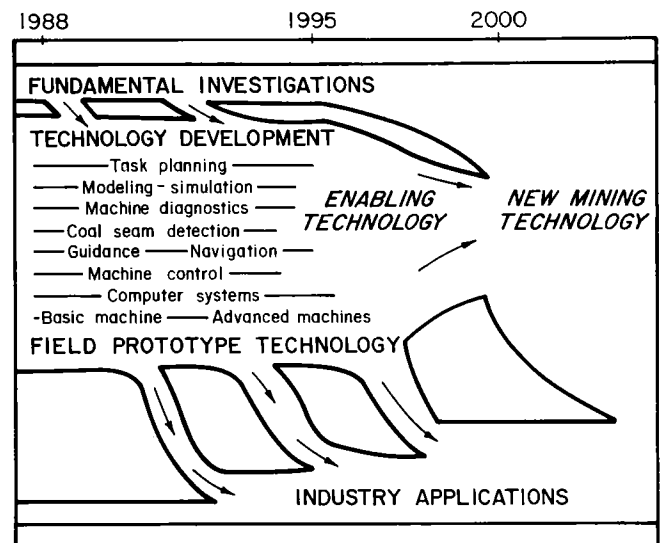 1988 1995 2000
FUNDAMENTAL INVESTIGATIONS
TECHNOLOGY DEVELOPMENT
Task planning
Modeling-simulation
Machine diagnostics
Coal seam detection
Guidance Navigation
Machine control
Computer systems
Basic machine Advanced machines
ENABLING
TECHNOLOGY
NEW MINING
TECHNOLOGY
FIELD PROTOTYPE TECHNOLOGY
INDUSTRY APPLICATIONS